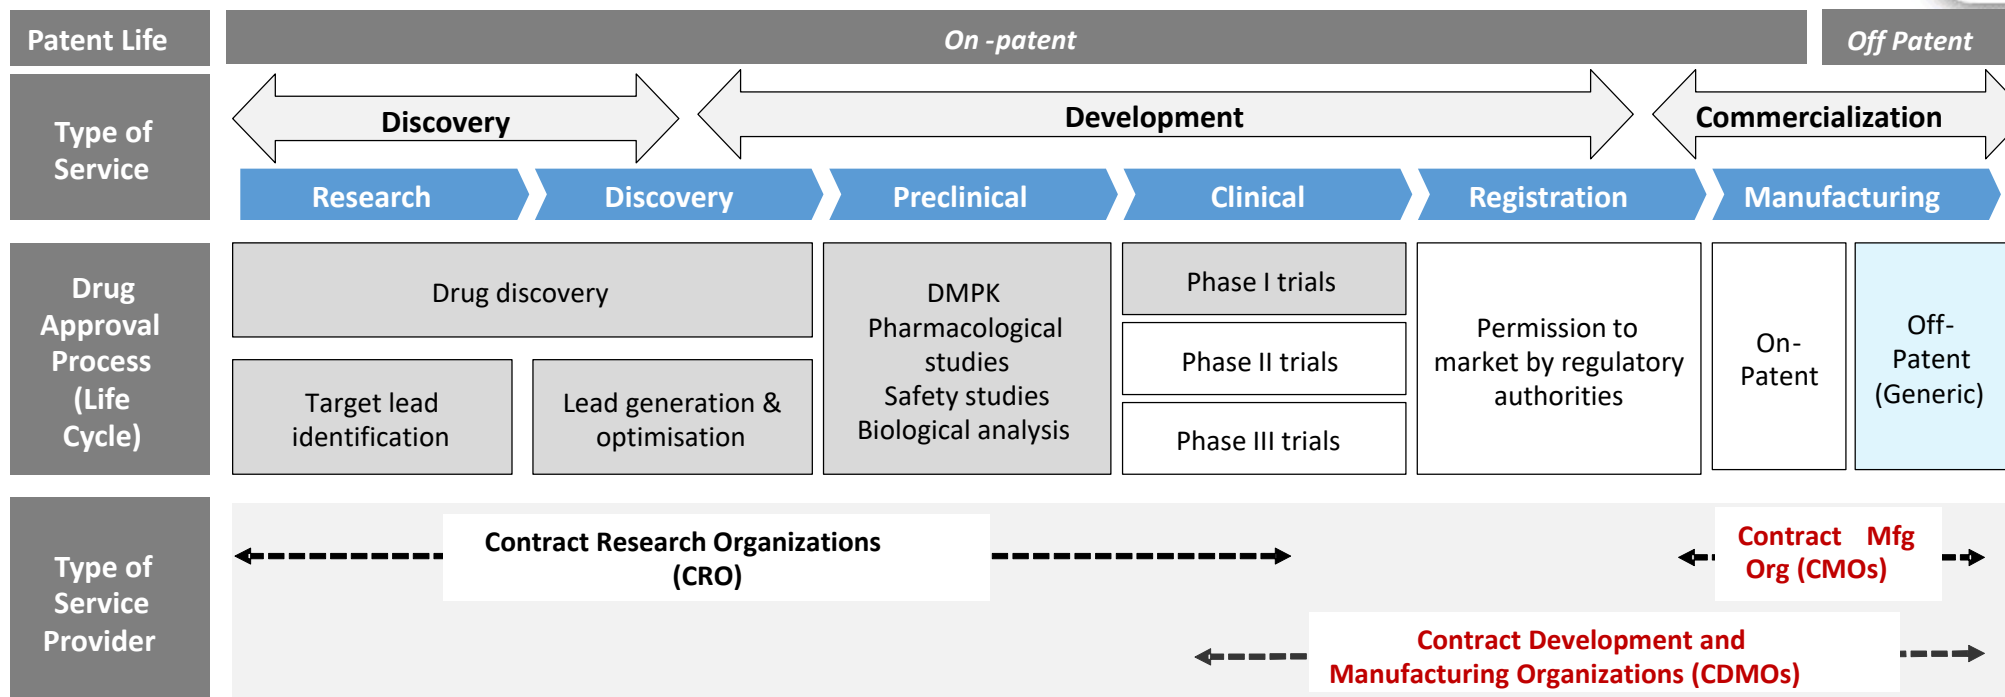 Patent Life
On -patent
Off Patent
Type of
Service
Discovery
Development
Commercialization
Research
Discovery
Preclinical
Clinical
Registration
Manufacturing
Drug
Approval
Process
(Life
Cycle)
Drug discovery
Target lead
identification
Lead generation &
optimisation
DMPK
Pharmacological
studies
Safety studies
Biological analysis
Phase I trials
Phase II trials
Phase III trials
Permission to
market by regulatory
authorities
On-
Patent
Off-
Patent
(Generic)
Type of
Service
Provider
Contract Research Organizations
(CRO)
Contract Mfg
Org (CMOs)
Contract Development and
Manufacturing Organizations (CDMOs)